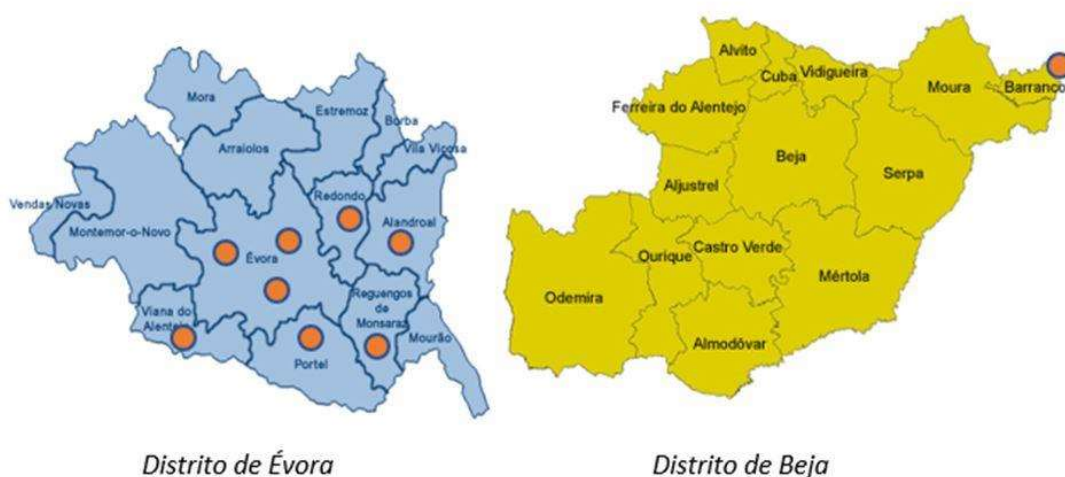 Mora
Estremoz
Borba
Arraiolos
Vila Viçosa
Redondo
Vendas Novas
Montemor-o-Novo
Alandroal
Évora
Reguengos
de
Monsaraz
Viana do
Alentejo
Mourão
Portel
Distrito de Évora
Alvito
Cuba
Vidigueira
Moura
Barranco
Ferreira do Alentejo
Beja
Serpa
Aljustrel
Castro Verde
Ourique
Mértola
Odemira
Almodôvar
Distrito de Beja